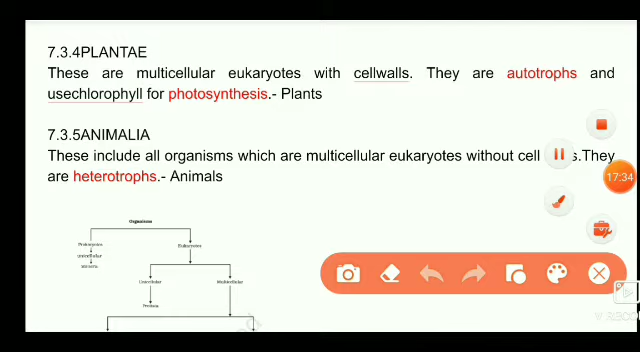 7.3.4PLANTAE
These are multicellular eukaryotes with cellwalls. They are autotrophs and
usechlorophyll for photosynthesis.- Plants
7.3.5ANIMALIA
These include all organisms which are multicellular eukaryotes without cell s.They
are heterotrophs.- Animals
17:34
Organisms
Prokaryotes
Eukaryotes
unicellular
Unicellular
Multicellular
Protista